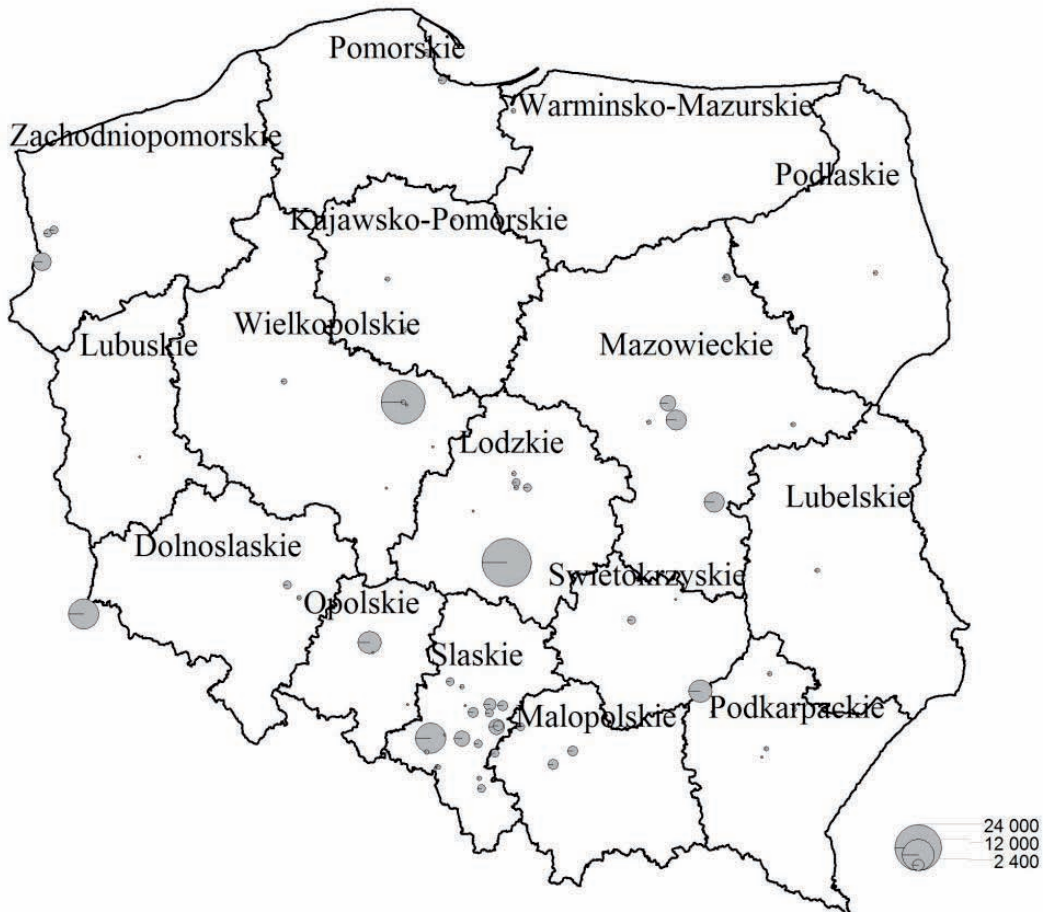 Pomorskie
Warminsko-Mazurskie
Zachodniopomorskie
Podlaskie
Kujawsko-Pomorskie
Wielkopolskie
Lubuskie
Mazowieckie
Lodzkie
Lubelskie
Dolnoslaskie
Swietokrzyskie
Opolskie
Slaskie
Malopolskie
Podkarpackie
24 000
12 000
2 400